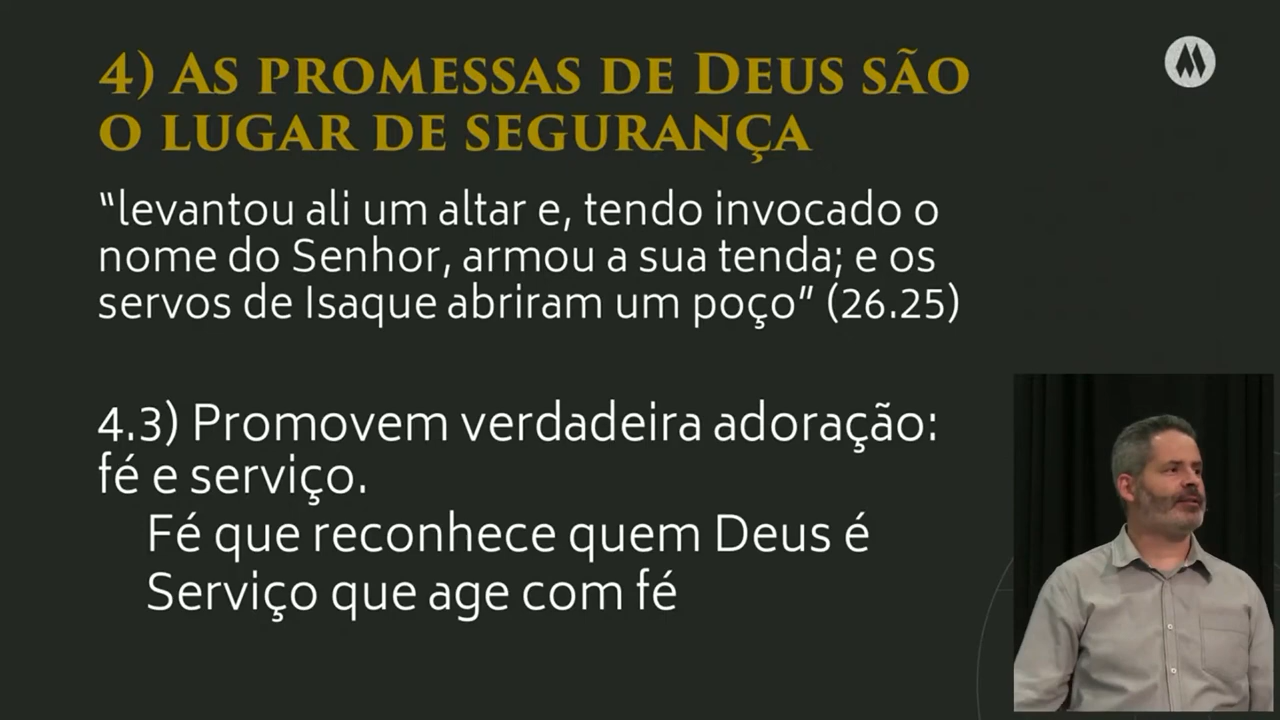 4) As promessas de Deus são
o lugar de segurança
“levantou ali um altar e, tendo invocado o
nome do Senhor, armou a sua tenda; e os
servos de Isaque abriram um poço” (26.25)
4.3) Promovem verdadeira adoração:
fé e serviço.
Fé que reconhece quem Deus é
Serviço que age com fé